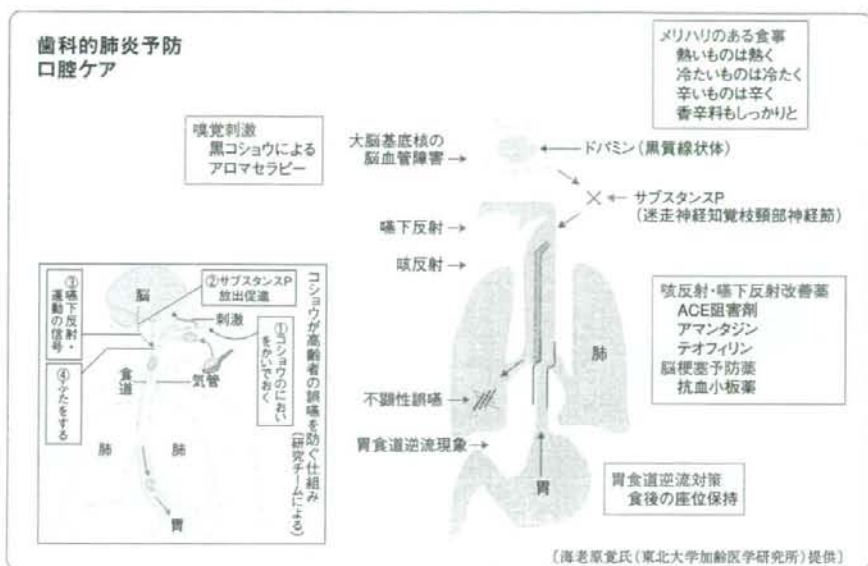 歯科的肺炎予防
口腔ケア
メリハリのある食事
熱いものは熱く
冷たいものは冷たく
辛いものは辛く
香辛料もしっかりと
嗅覚刺激
黒コショウによる
アロマセラピー
大脳基底核の
脳血管障害
ドパミン（黒質線状体）
サブスタンスP
（迷走神経知覚枝頸部神経節）
嚥下反射
咳反射
肺
不顕性誤嚥
胃食道逆流現象
胃
咳反射・嚥下反射改善薬
ACE阻害剤
アマンタジン
テオフィリン
脳梗塞予防薬
抗血小板薬
胃食道逆流対策
食後の座位保持
コショウが高齢者の誤嚥を防ぐ仕組み
（研究チームによる）
①コショウのにおい
をかいでおく
②サブスタンスP
放出促進
③嚥下反射・
運動の信号
④ふたをする
脳
刺激
食道
気管
肺
肺
胃
〔海老原覚氏（東北大学加齢医学研究所）提供〕